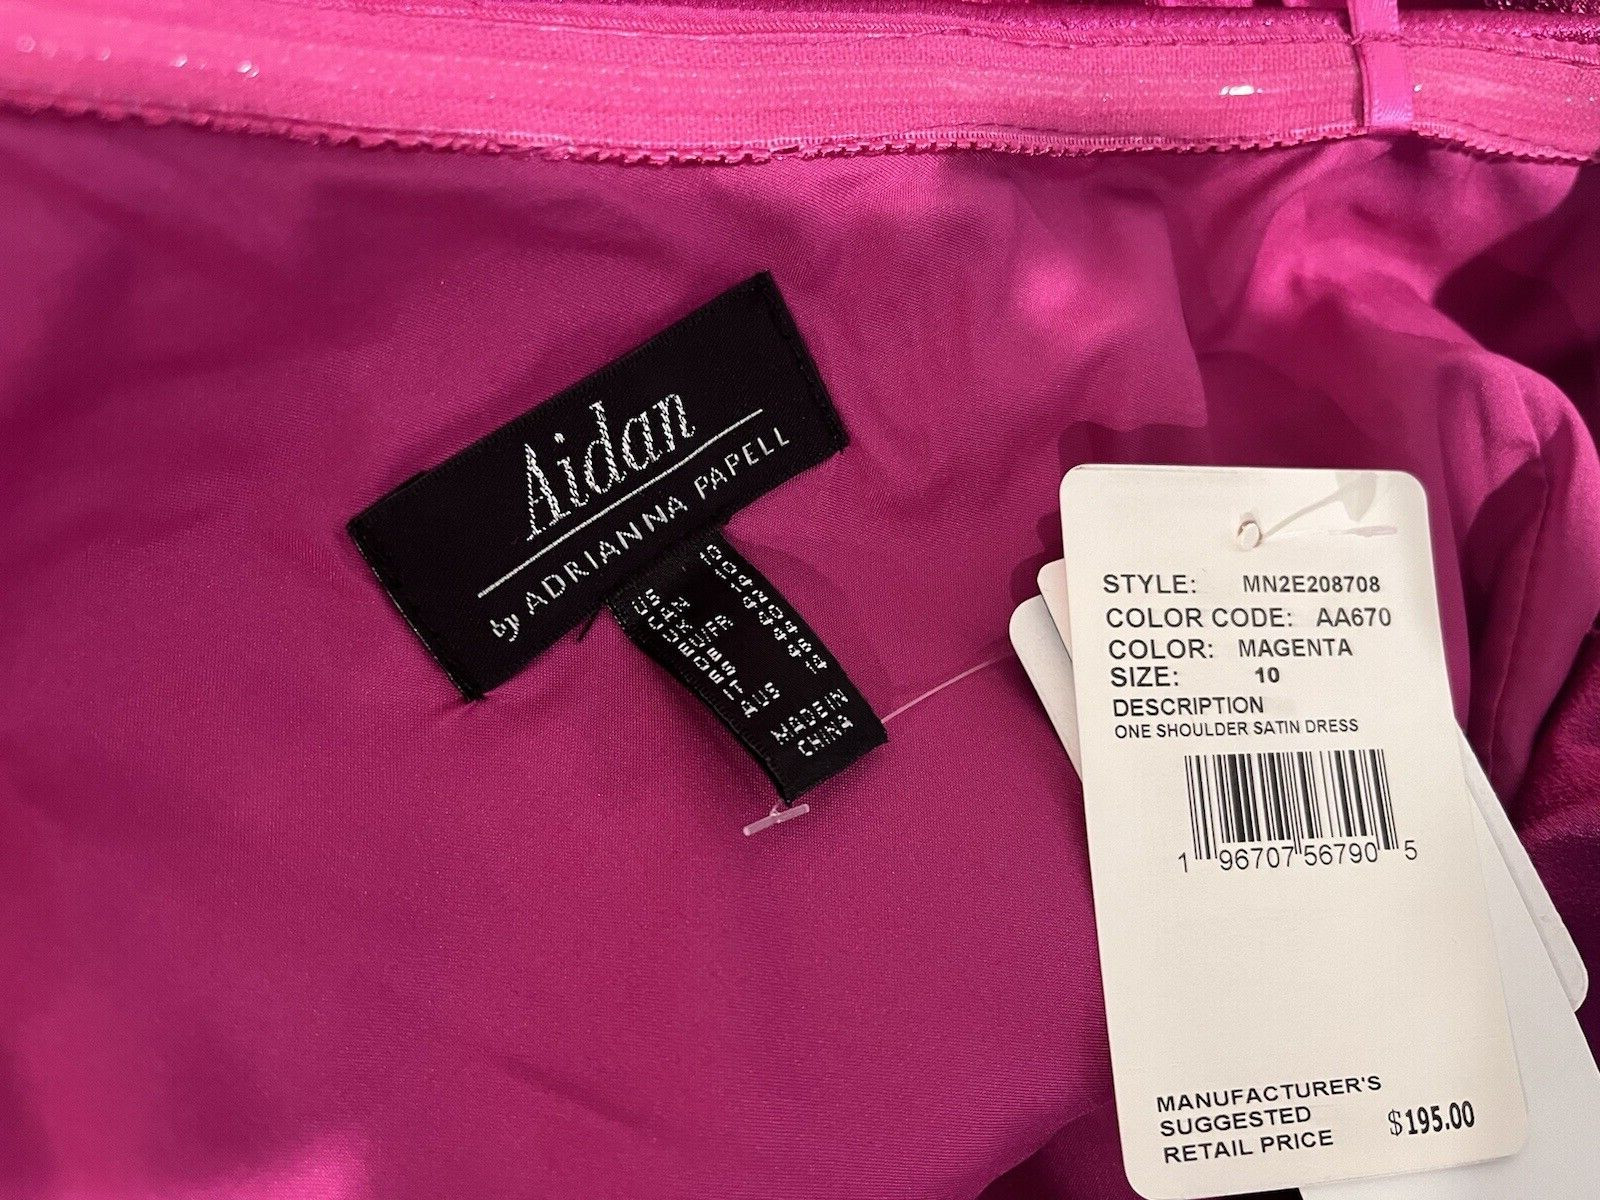 Aidan
by ADRIANNA PAPELL
MADE IN
CHINA
STYLE: MN2E208708
COLOR CODE: AA670
COLOR: MAGENTA
SIZE: 10
DESCRIPTION
ONE SHOULDER SATIN DRESS
1 96707 56790 5
MANUFACTURER'S
SUGGESTED
RETAIL PRICE $195.00